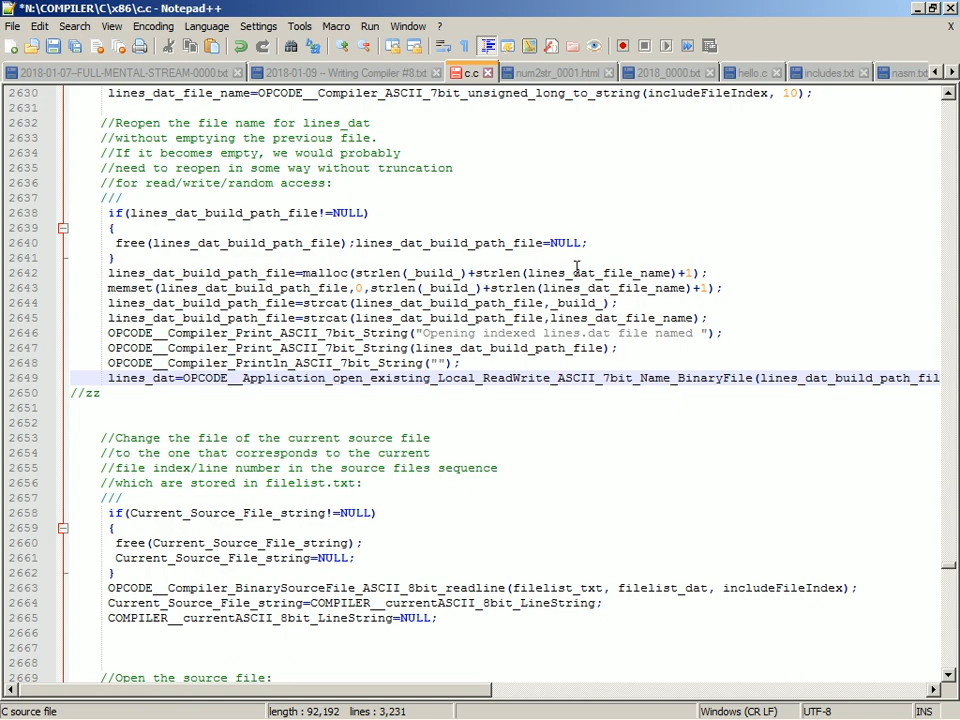 *N:\COMPILER\C\x86\c.c - Notepad++
File Edit Search View Encoding Language Settings Tools Macro Run Window ?
2018-01-07-FULL-MENTAL-STREAM-0000.txt 2018-01-09 -- Writing Compiler #8.txt c.c num2str_0001.html 2018_0000.txt hello.c includes.txt nasm.txt
2630 lines_dat_file_name=OPCODE__Compiler_ASCII_7bit_unsigned_long_to_string(includeFileIndex, 10);
2631
2632 //Reopen the file name for lines_dat
2633 //without emptying the previous file.
2634 //If it becomes empty, we would probably
2635 //need to reopen in some way without truncation
2636 //for read/write/random access:
2637 ///
2638 if(lines_dat_build_path_file!=NULL)
2639 {
2640 free(lines_dat_build_path_file);lines_dat_build_path_file=NULL;
2641 }
2642 lines_dat_build_path_file=malloc(strlen(_build_)+strlen(lines_dat_file_name)+1);
2643 memset(lines_dat_build_path_file,0,strlen(_build_)+strlen(lines_dat_file_name)+1);
2644 lines_dat_build_path_file=strcat(lines_dat_build_path_file,_build_);
2645 lines_dat_build_path_file=strcat(lines_dat_build_path_file,lines_dat_file_name);
2646 OPCODE__Compiler_Print_ASCII_7bit_String("Opening indexed lines.dat file named ");
2647 OPCODE__Compiler_Print_ASCII_7bit_String(lines_dat_build_path_file);
2648 OPCODE__Compiler_Println_ASCII_7bit_String("");
2649 lines_dat=OPCODE__Application_open_existing_Local_ReadWrite_ASCII_7bit_Name_BinaryFile(lines_dat_build_path_fil
2650 //zz
2651
2652
2653 //Change the file of the current source file
2654 //to the one that corresponds to the current
2655 //file index/line number in the source files sequence
2656 //which are stored in filelist.txt:
2657 ///
2658 if(Current_Source_File_string!=NULL)
2659 {
2660 free(Current_Source_File_string);
2661 Current_Source_File_string=NULL;
2662 }
2663 OPCODE__Compiler_BinarySourceFile_ASCII_8bit_readline(filelist_txt, filelist_dat, includeFileIndex);
2664 Current_Source_File_string=COMPILER__currentASCII_8bit_LineString;
2665 COMPILER__currentASCII_8bit_LineString=NULL;
2666
2667
2668
2669 //Open the source file:
C source file length : 92,192 lines : 3,231 Windows (CR LF) UTF-8 INS